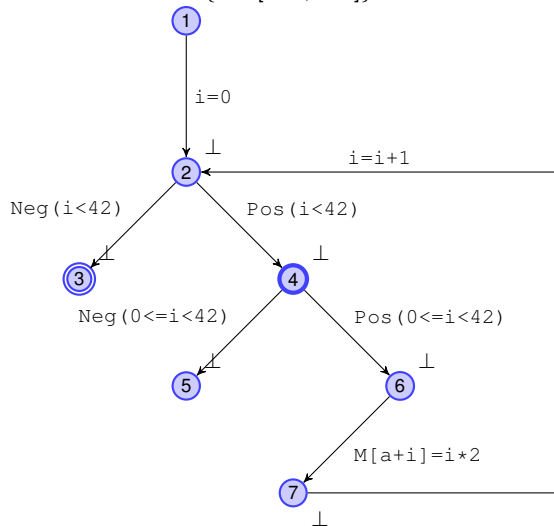 1
i=0
⊥
2
i=i+1
Neg(i<42)
Pos(i<42)
⊥
⊥
3
4
Neg(0<=i<42)
Pos(0<=i<42)
⊥
⊥
5
6
M[a+i]=i*2
7
⊥